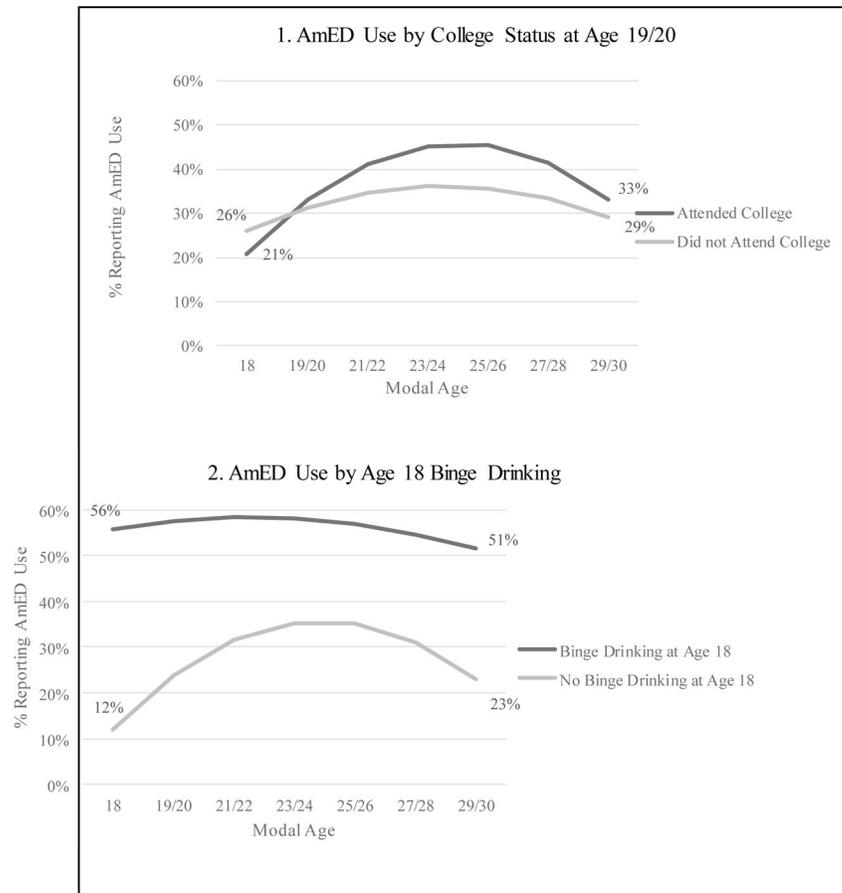 1. AmED Use by College Status at Age 19/20
% Reporting AmED Use
60%
50%
40%
30%
20%
10%
0%
26%
21%
33%
29%
Attended College
Did not Attend College
18 19/20 21/22 23/24 25/26 27/28 29/30
Modal Age
2. AmED Use by Age 18 Binge Drinking
% Reporting AmED Use
60%
50%
40%
30%
20%
10%
0%
56%
51%
12%
23%
Binge Drinking at Age 18
No Binge Drinking at Age 18
18 19/20 21/22 23/24 25/26 27/28 29/30
Modal Age